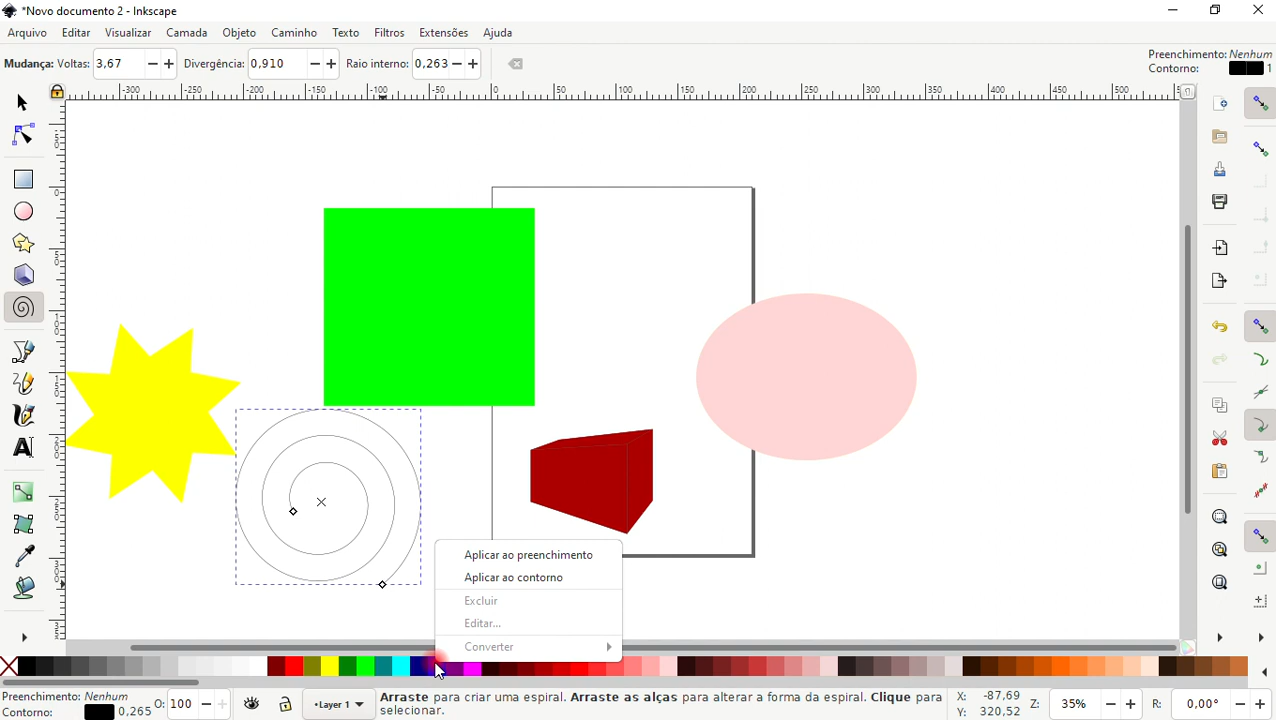 *Novo documento 2 - Inkscape
Arquivo Editar Visualizar Camada Objeto Caminho Texto Filtros Extensões Ajuda
Mudança: Voltas: 3,67 Divergência: 0,910 Raio interno: 0,263
Preenchimento: Nenhum
Contorno: 1
-300 -250 -200 -150 -100 -50 0 50 100 150 200 250 300 350 400 450 500
Aplicar ao preenchimento
Aplicar ao contorno
Excluir
Editar...
Converter
Preenchimento: Nenhum
Contorno: 0,265 O: 100 •Layer 1
Arraste para criar uma espiral. Arraste as alças para alterar a forma da espiral. Clique para
selecionar.
X: -87,69
Y: 320,52
Z: 35% R: 0,00°